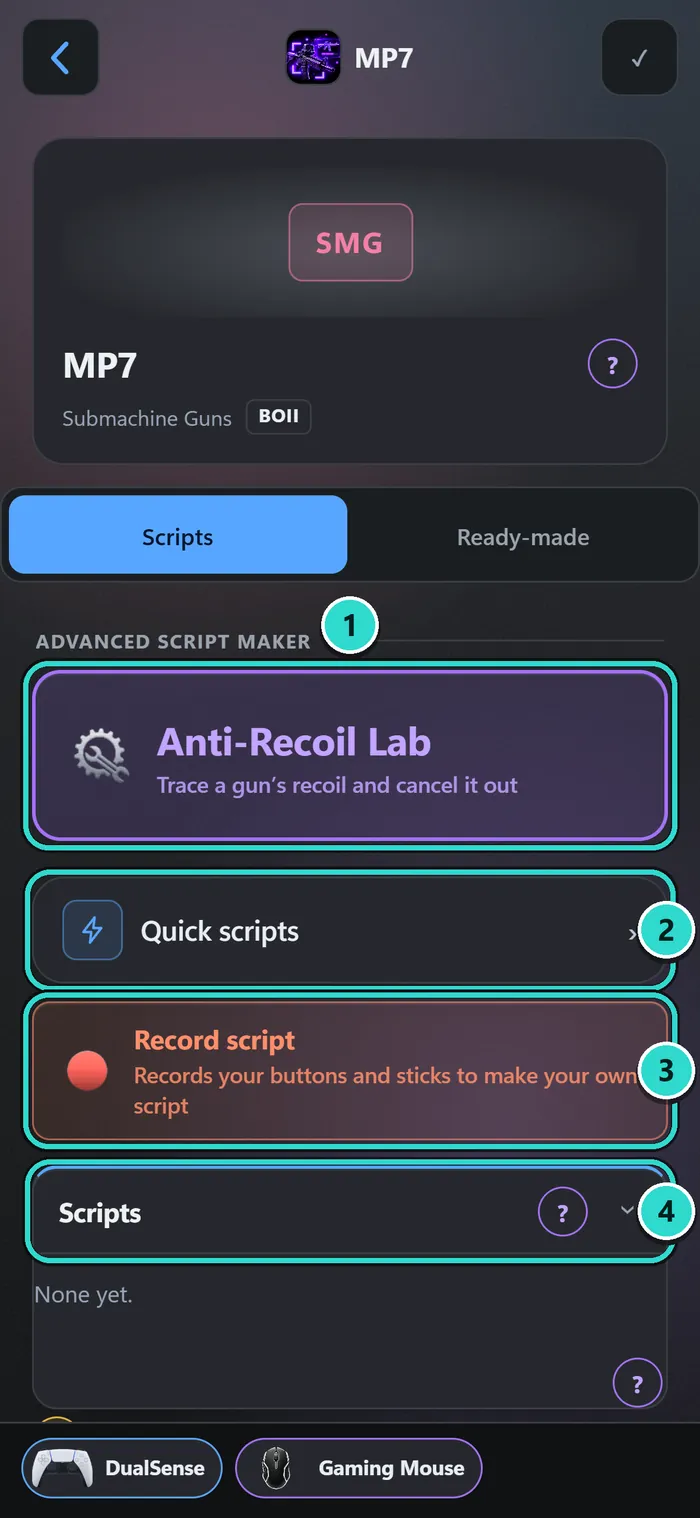 MP7
✓
SMG
MP7
?
Submachine Guns BOII
Scripts Ready-made
1
ADVANCED SCRIPT MAKER
Anti-Recoil Lab
Trace a gun’s recoil and cancel it out
Quick scripts › 2
Record script
Records your buttons and sticks to make your own
script
3
Scripts ? 4
None yet.
?
DualSense Gaming Mouse